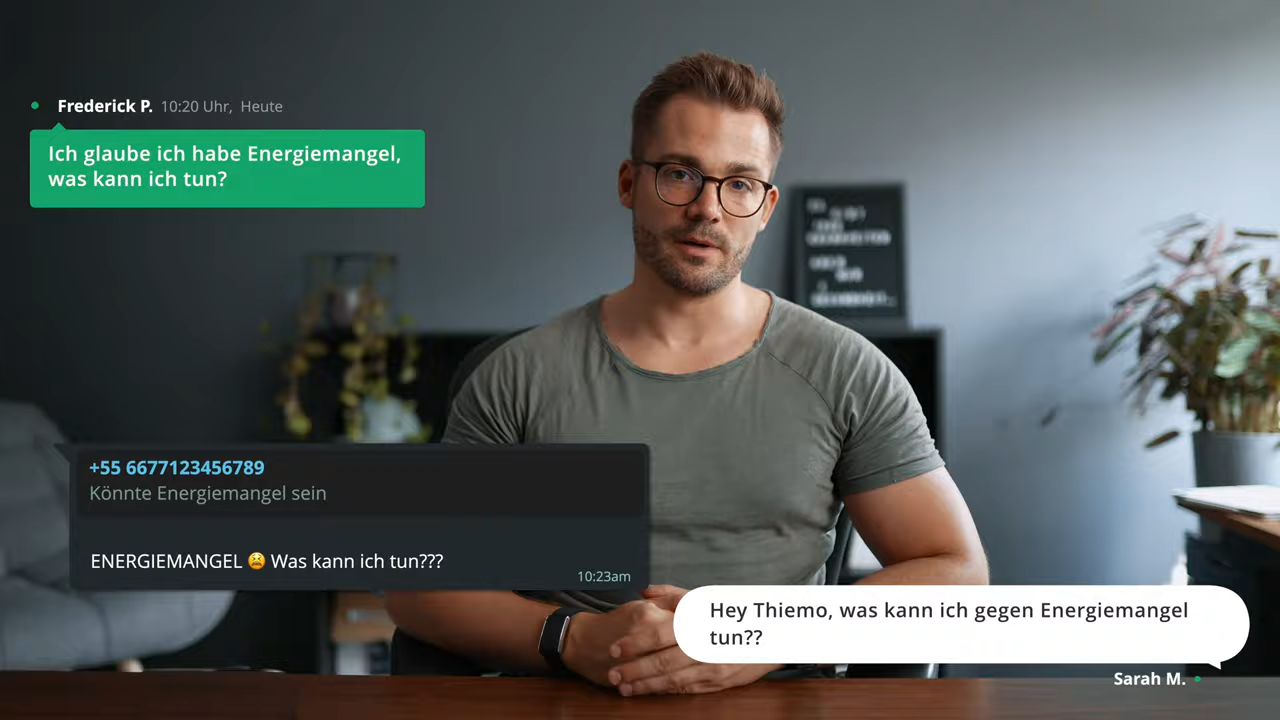 Frederick P. 10:20 Uhr, Heute
Ich glaube ich habe Energiemangel,
was kann ich tun?
+55 6677123456789
Könnte Energiemangel sein
ENERGIEMANGEL 😫 Was kann ich tun???
10:23am
Hey Thiemo, was kann ich gegen Energiemangel
tun??
Sarah M.